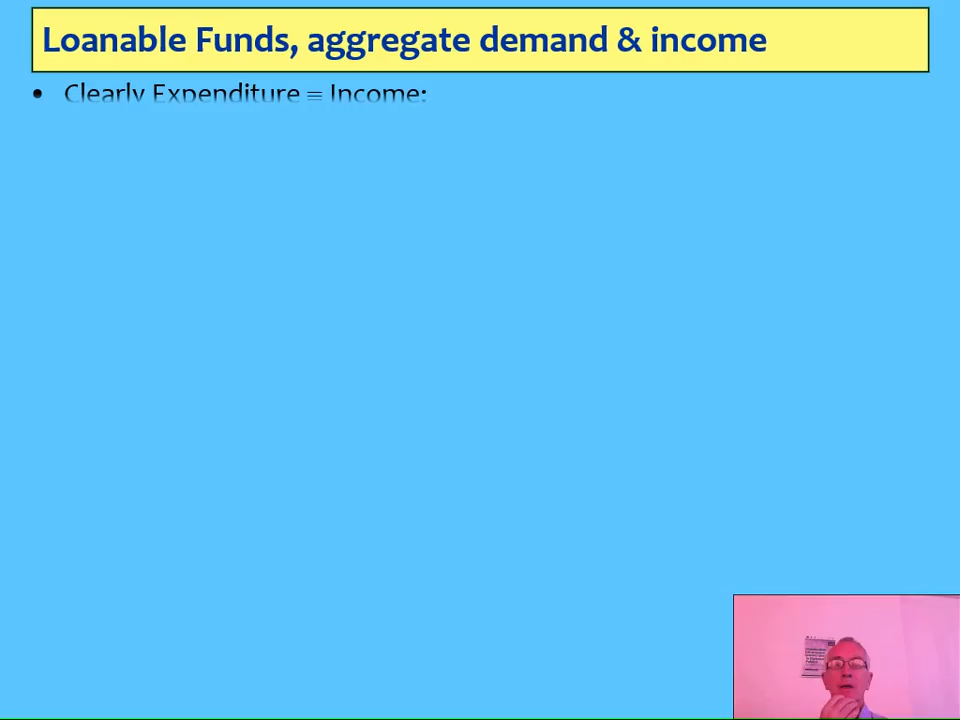 Loanable Funds, aggregate demand & income
• Clearly Expenditure ≡ Income: